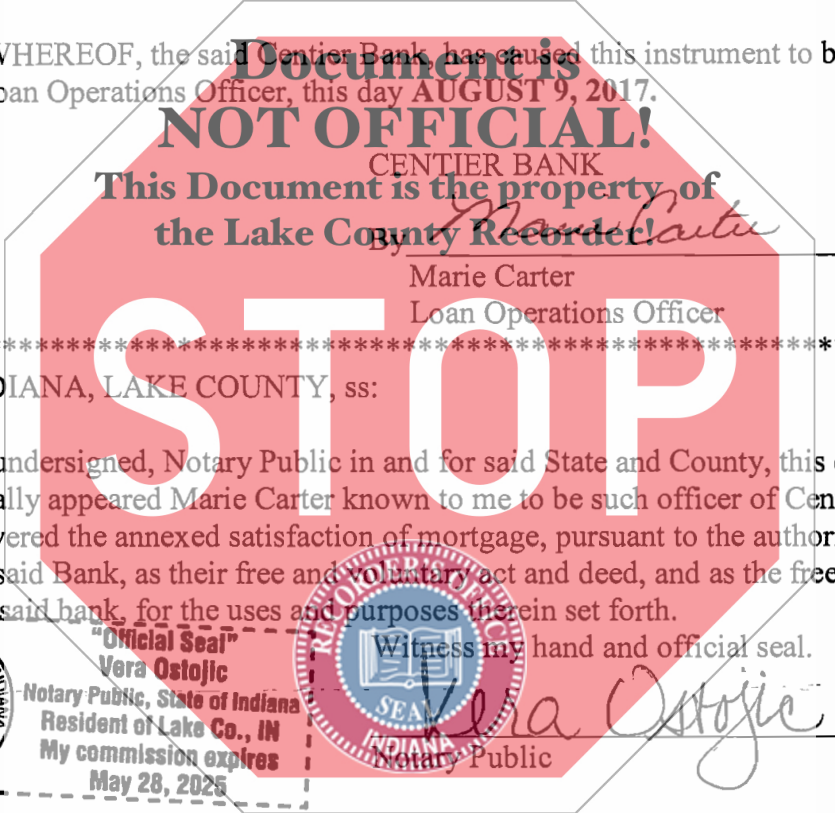 WHEREOF, the said Centier Bank, has caused this instrument to b
oan Operations Officer, this day AUGUST 9, 2017.
Document is
NOT OFFICIAL!
This Document is the property of
the Lake County Recorder!
CENTIER BANK
By Marie Carter
Marie Carter
Loan Operations Officer
STOP
DIANA, LAKE COUNTY, ss:
undersigned, Notary Public in and for said State and County, this
ally appeared Marie Carter known to me to be such officer of Cen
vered the annexed satisfaction of mortgage, pursuant to the author
said Bank, as their free and voluntary act and deed, and as the free
said bank, for the uses and purposes therein set forth.
Witness my hand and official seal.
Vera Ostojic
Notary Public
"Official Seal"
Vera Ostojic
Notary Public, State of Indiana
Resident of Lake Co., IN
My commission expires
May 28, 2025
RECORDER'S OFFICE
SEAL
INDIANA